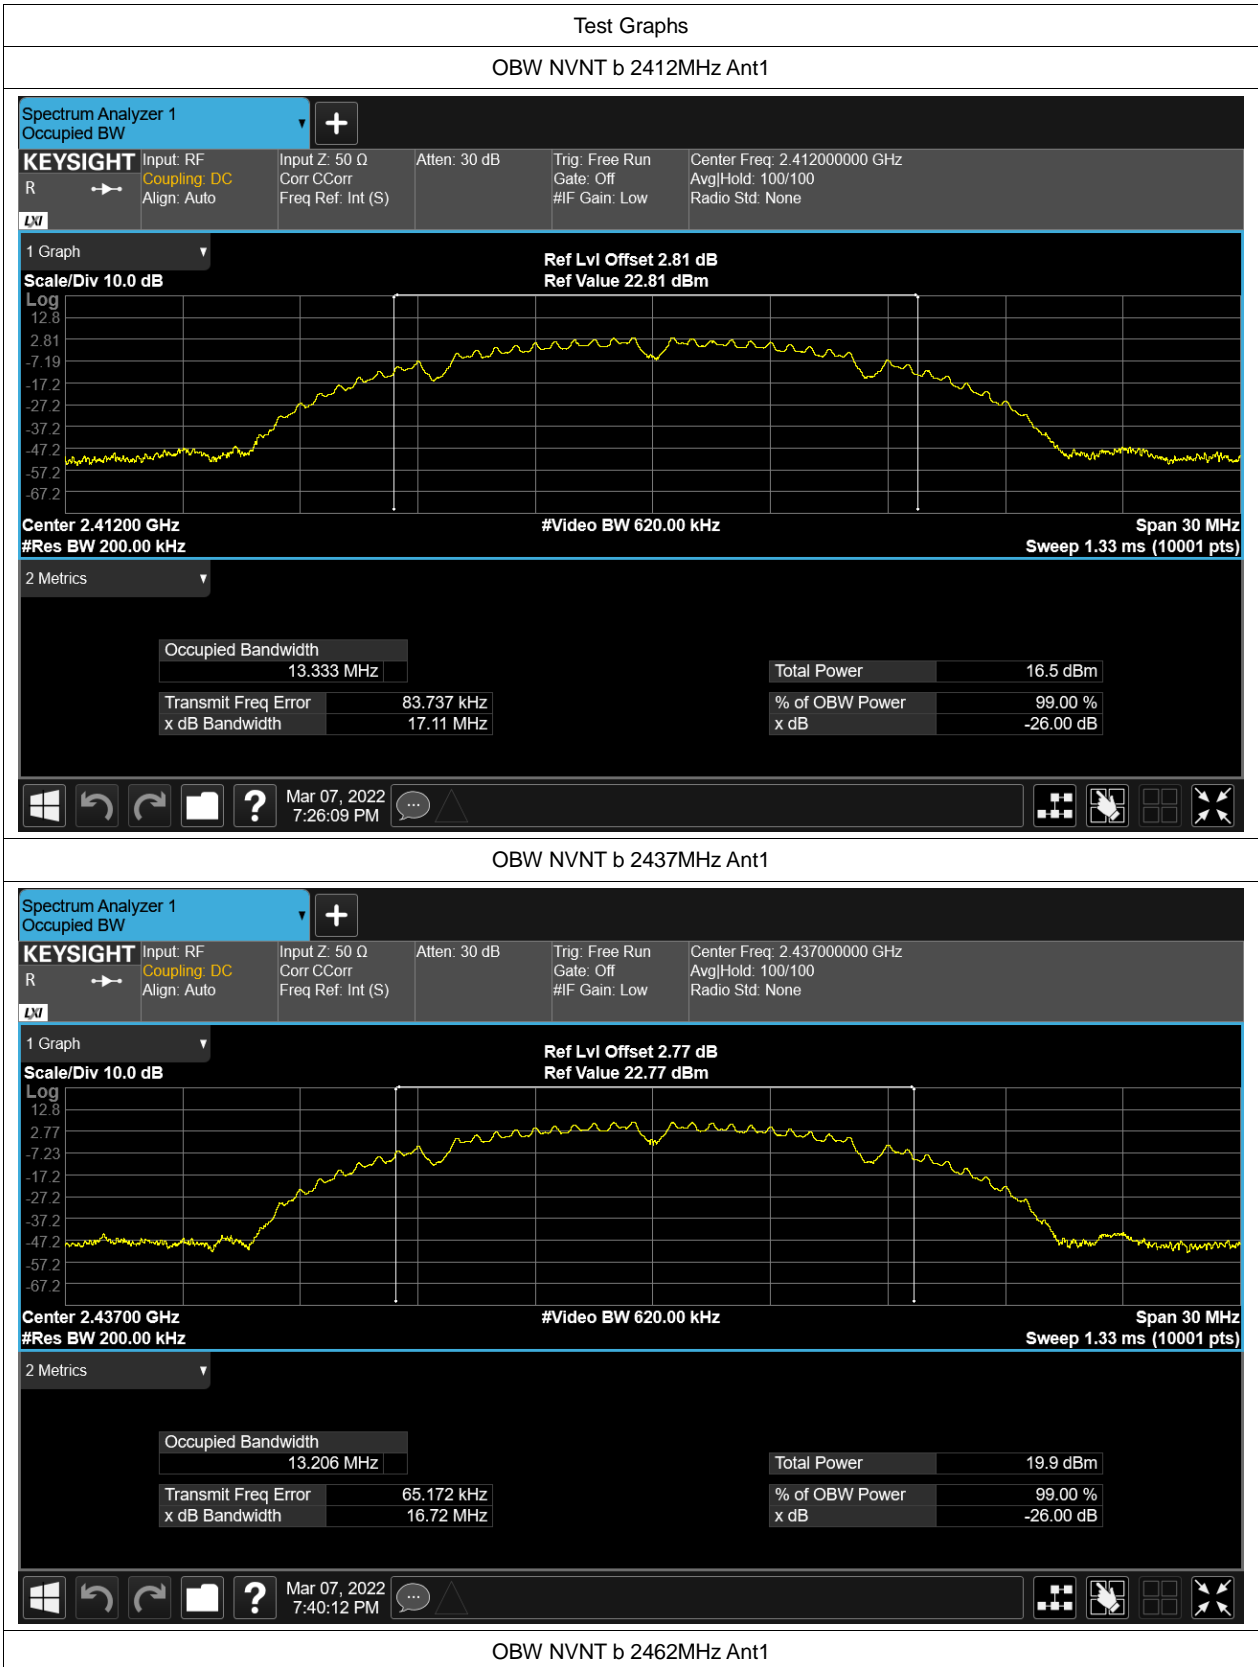 Test Graphs
OBW NVNT b 2412MHz Ant1
Spectrum Analyzer 1
Occupied BW
KEYSIGHT Input: RF Input Z: 50 Ω Atten: 30 dB Trig: Free Run Center Freq: 2.412000000 GHz
R Coupling: DC Corr CCorr Gate: Off Avg|Hold: 100/100
Align: Auto Freq Ref: Int (S) #IF Gain: Low Radio Std: None
LXI
1 Graph
Ref Lvl Offset 2.81 dB
Scale/Div 10.0 dB Ref Value 22.81 dBm
Log
12.8
2.81
-7.19
-17.2
-27.2
-37.2
-47.2
-57.2
-67.2
Center 2.41200 GHz #Video BW 620.00 kHz Span 30 MHz
#Res BW 200.00 kHz Sweep 1.33 ms (10001 pts)
2 Metrics
Occupied Bandwidth
13.333 MHz Total Power 16.5 dBm
Transmit Freq Error 83.737 kHz % of OBW Power 99.00 %
x dB Bandwidth 17.11 MHz x dB -26.00 dB
Mar 07, 2022
7:26:09 PM
OBW NVNT b 2437MHz Ant1
Spectrum Analyzer 1
Occupied BW
KEYSIGHT Input: RF Input Z: 50 Ω Atten: 30 dB Trig: Free Run Center Freq: 2.437000000 GHz
R Coupling: DC Corr CCorr Gate: Off Avg|Hold: 100/100
Align: Auto Freq Ref: Int (S) #IF Gain: Low Radio Std: None
LXI
1 Graph
Ref Lvl Offset 2.77 dB
Scale/Div 10.0 dB Ref Value 22.77 dBm
Log
12.8
2.77
-7.23
-17.2
-27.2
-37.2
-47.2
-57.2
-67.2
Center 2.43700 GHz #Video BW 620.00 kHz Span 30 MHz
#Res BW 200.00 kHz Sweep 1.33 ms (10001 pts)
2 Metrics
Occupied Bandwidth
13.206 MHz Total Power 19.9 dBm
Transmit Freq Error 65.172 kHz % of OBW Power 99.00 %
x dB Bandwidth 16.72 MHz x dB -26.00 dB
Mar 07, 2022
7:40:12 PM
OBW NVNT b 2462MHz Ant1